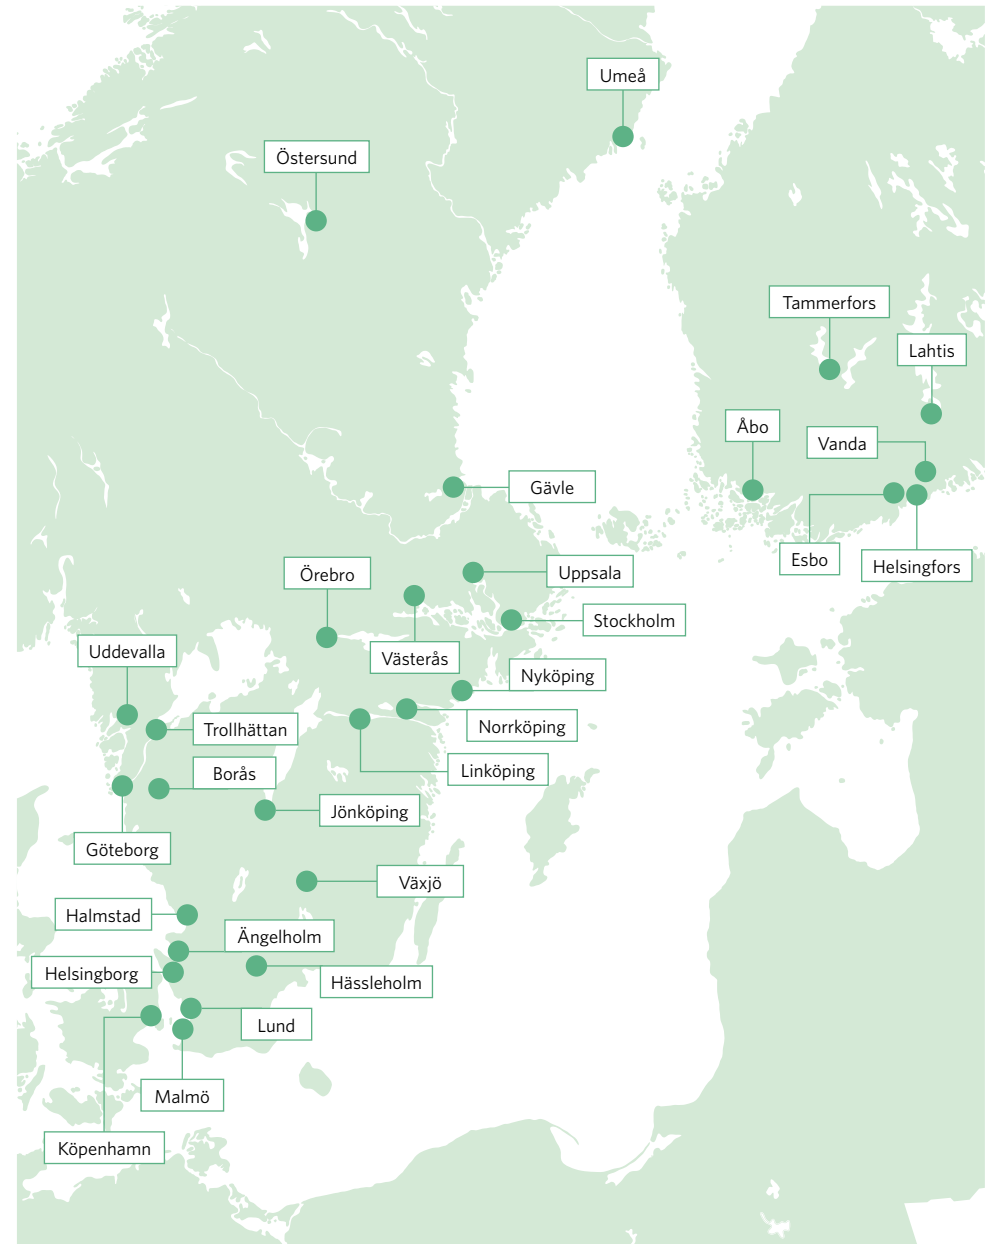 Umeå
Östersund
Tammerfors
Lahtis
Åbo
Vanda
Gävle
Esbo
Helsingfors
Örebro
Uppsala
Stockholm
Uddevalla
Västerås
Nyköping
Trollhättan
Norrköping
Borås
Linköping
Jönköping
Göteborg
Växjö
Halmstad
Ängelholm
Helsingborg
Hässleholm
Lund
Malmö
Köpenhamn